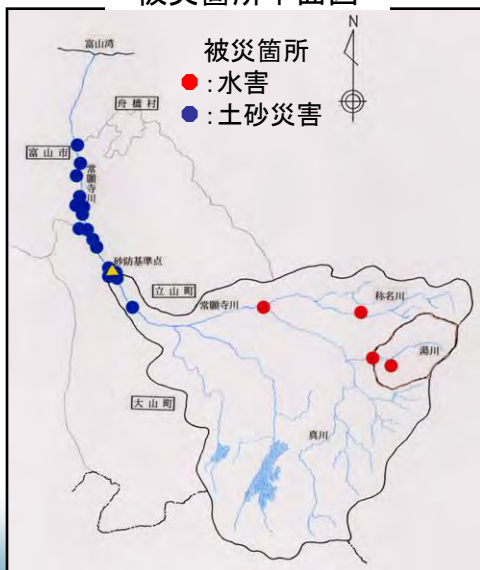 被災箇所平面図
富山湾
N
被災箇所
:水害
:土砂災害
舟橋村
富山市
常願寺川
砂防基準点
立山町
常願寺川
称名川
湯川
大山町
真川